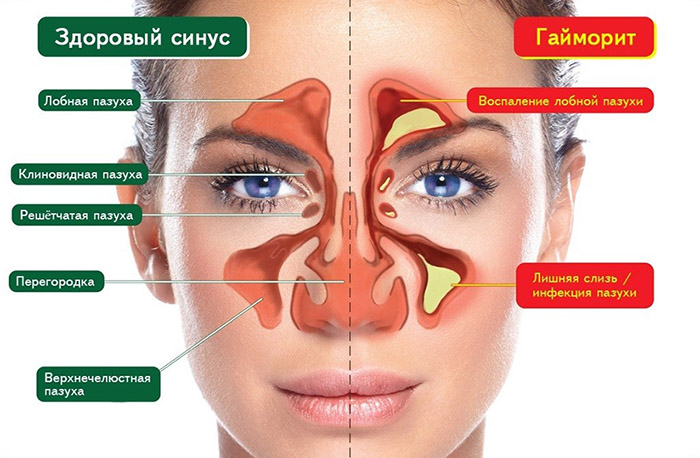 Здоровый синус
Гайморит
Лобная пазуха
Воспаление лобной пазухи
Клиновидная пазуха
Решётчатая пазуха
Перегородка
Лишняя слизь /
инфекция пазухи
Верхнечелюстная
пазуха